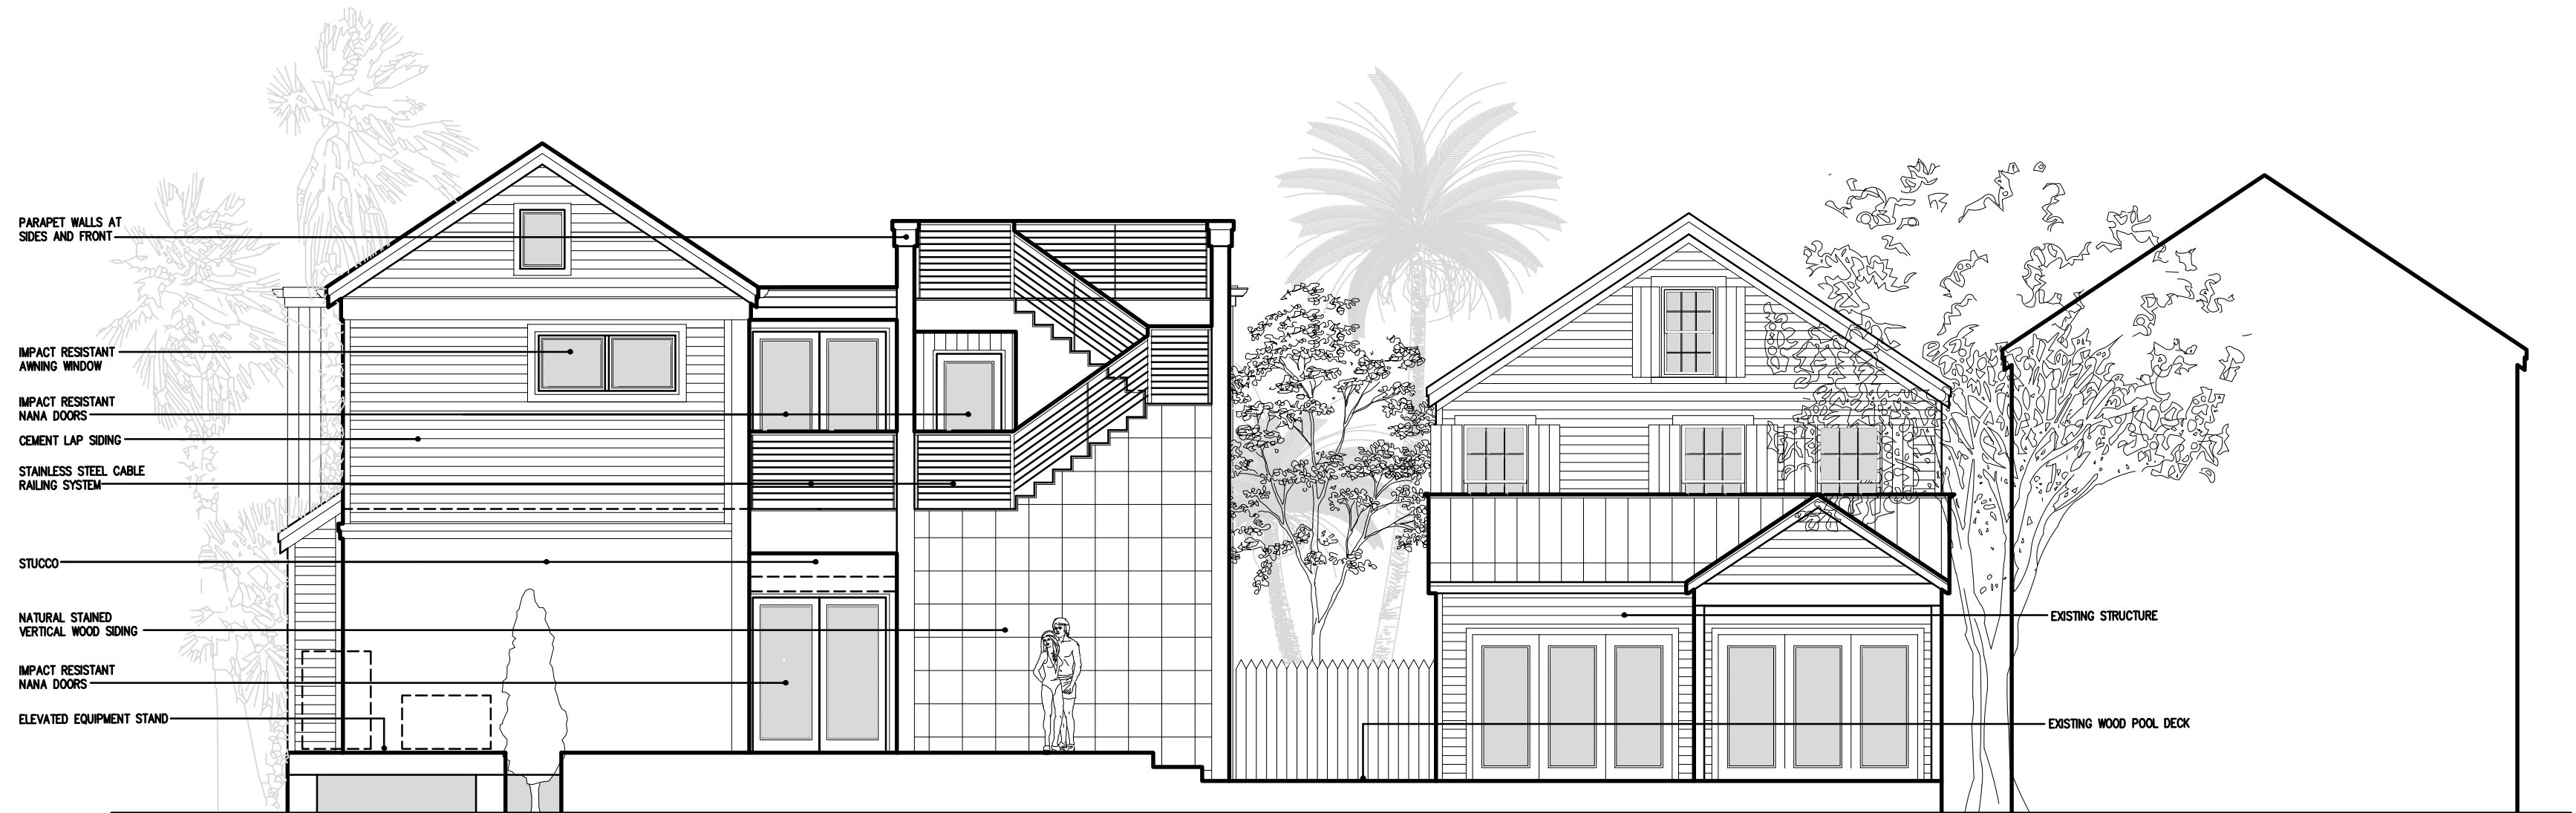 PARAPET WALLS AT
SIDES AND FRONT
IMPACT RESISTANT
AWNING WINDOW
IMPACT RESISTANT
NANA DOORS
CEMENT LAP SIDING
STAINLESS STEEL CABLE
RAILING SYSTEM
STUCCO
NATURAL STAINED
VERTICAL WOOD SIDING
IMPACT RESISTANT
NANA DOORS
ELEVATED EQUIPMENT STAND
EXISTING STRUCTURE
EXISTING WOOD POOL DECK